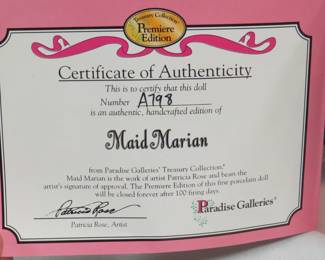 Treasury Collection®
Premiere
Edition
Certificate of Authenticity
This is to certify that this doll
Number A798
is an authentic, handcrafted edition of
Maid Marian
from Paradise Galleries' Treasury Collection.®
Maid Marian is the work of artist Patricia Rose and bears the
artist's signature of approval. The Premiere Edition of this fine porcelain doll
will be closed forever after 100 firing days.
Patricia Rose
Patricia Rose, Artist
Paradise Galleries®